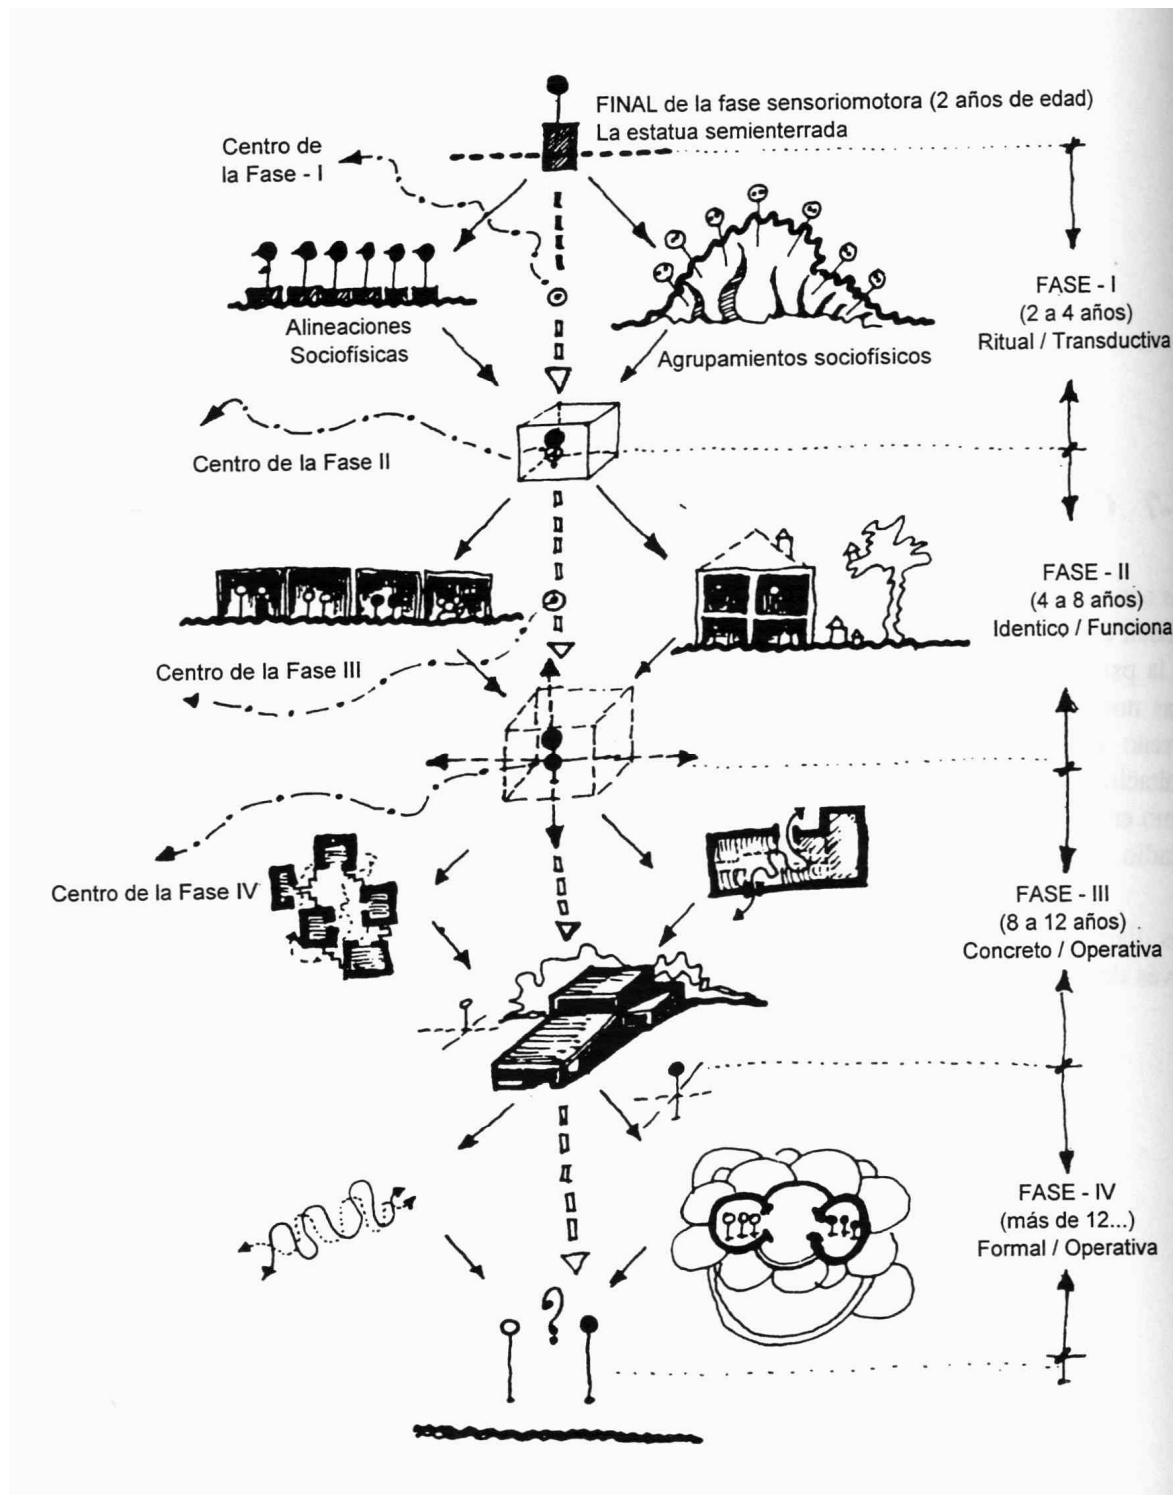 FINAL de la fase sensoriomotora (2 años de edad)
La estatua semienterrada
Centro de
la Fase - I
Alineaciones
Sociofísicas
Agrupamientos sociofísicos
FASE - I
(2 a 4 años)
Ritual / Transductiva
Centro de la Fase II
FASE - II
(4 a 8 años)
Identico / Funciona
Centro de la Fase III
Centro de la Fase IV
FASE - III
(8 a 12 años)
Concreto / Operativa
?
FASE - IV
(más de 12...)
Formal / Operativa